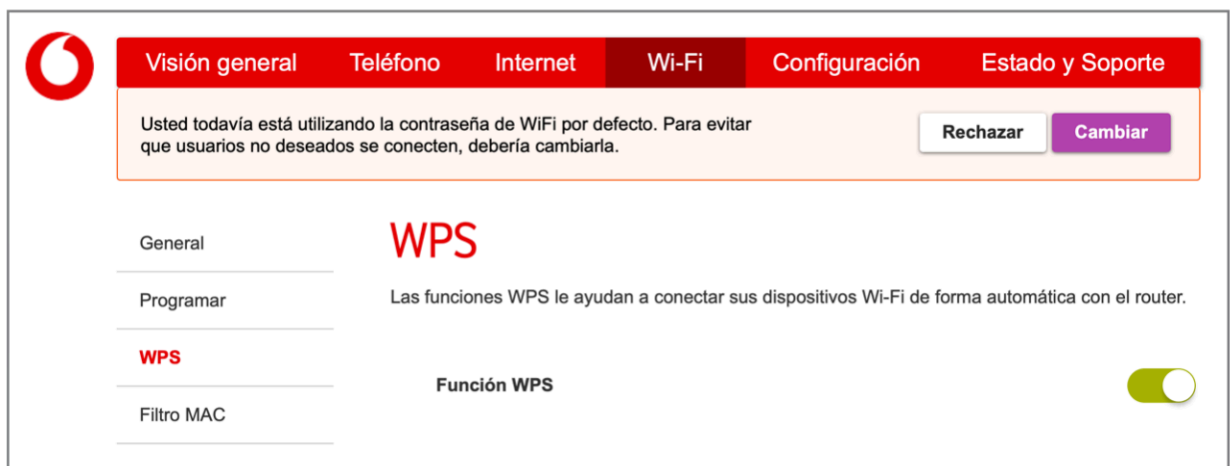 Visión general Teléfono Internet Wi-Fi Configuración Estado y Soporte
Usted todavía está utilizando la contraseña de WiFi por defecto. Para evitar
que usuarios no deseados se conecten, debería cambiarla.
Rechazar Cambiar
General
Programar
WPS
Filtro MAC
WPS
Las funciones WPS le ayudan a conectar sus dispositivos Wi-Fi de forma automática con el router.
Función WPS